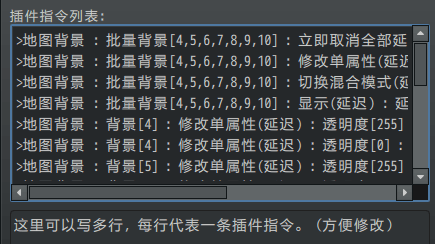 插件指令列表：
>地图背景 : 批量背景[4,5,6,7,8,9,10] : 立即取消全部延
>地图背景 : 批量背景[4,5,6,7,8,9,10] : 修改单属性(延迟
>地图背景 : 批量背景[4,5,6,7,8,9,10] : 切换混合模式(延
>地图背景 : 批量背景[4,5,6,7,8,9,10] : 显示(延迟) : 延
>地图背景 : 背景[4] : 修改单属性(延迟) : 透明度[255]
>地图背景 : 背景[4] : 修改单属性(延迟) : 透明度[0] :
>地图背景 : 背景[5] : 修改单属性(延迟) : 透明度[255]
这里可以写多行，每行代表一条插件指令。（方便修改）